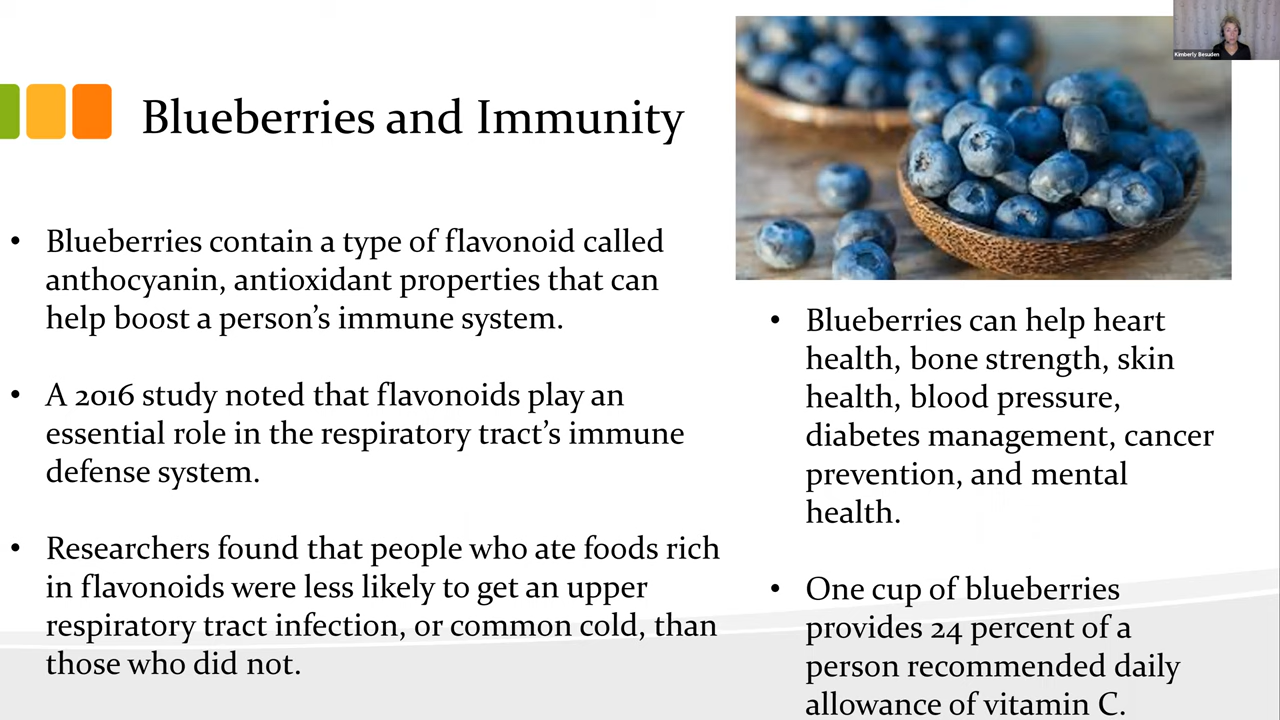 Blueberries and Immunity
• Blueberries contain a type of flavonoid called
anthocyanin, antioxidant properties that can
help boost a person’s immune system.
• A 2016 study noted that flavonoids play an
essential role in the respiratory tract’s immune
defense system.
• Researchers found that people who ate foods rich
in flavonoids were less likely to get an upper
respiratory tract infection, or common cold, than
those who did not.
Kimberly Besuden
• Blueberries can help heart
health, bone strength, skin
health, blood pressure,
diabetes management, cancer
prevention, and mental
health.
• One cup of blueberries
provides 24 percent of a
person recommended daily
allowance of vitamin C.